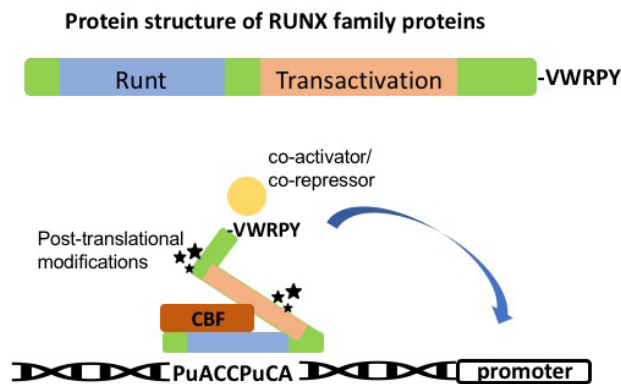 Protein structure of RUNX family proteins
Runt
Transactivation
-VWRPY
co-activator/
co-repressor
-VWRPY
Post-translational
modifications
CBF
PuACCPuCA
promoter